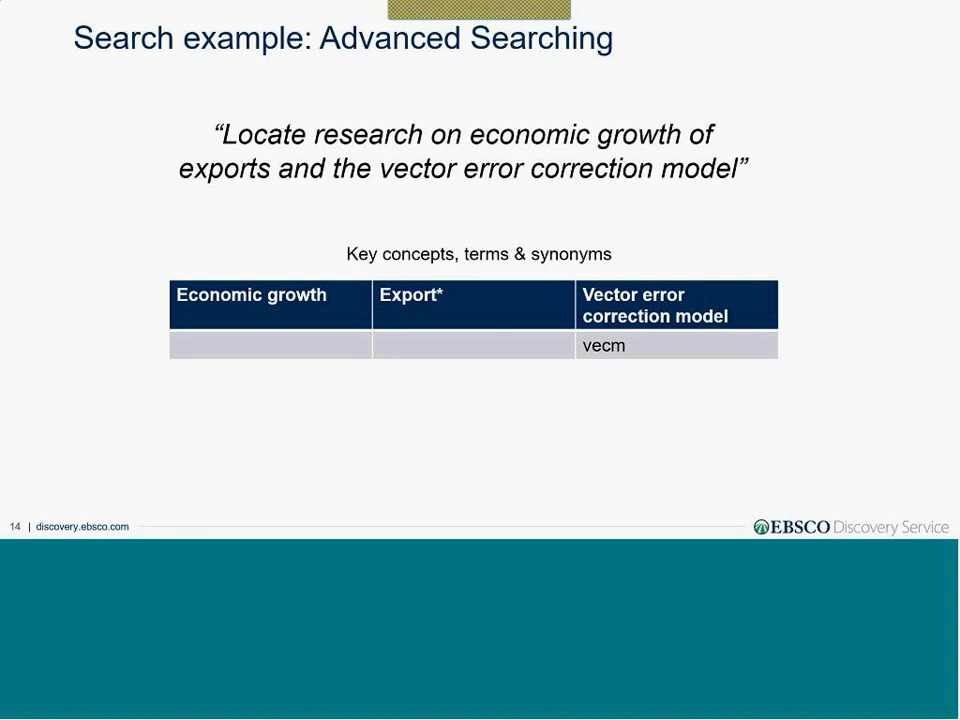 Search example: Advanced Searching
“Locate research on economic growth of
exports and the vector error correction model”
Key concepts, terms & synonyms
Economic growth Export* Vector error
correction model
vecm
14 | discovery.ebsco.com EBSCO Discovery Service